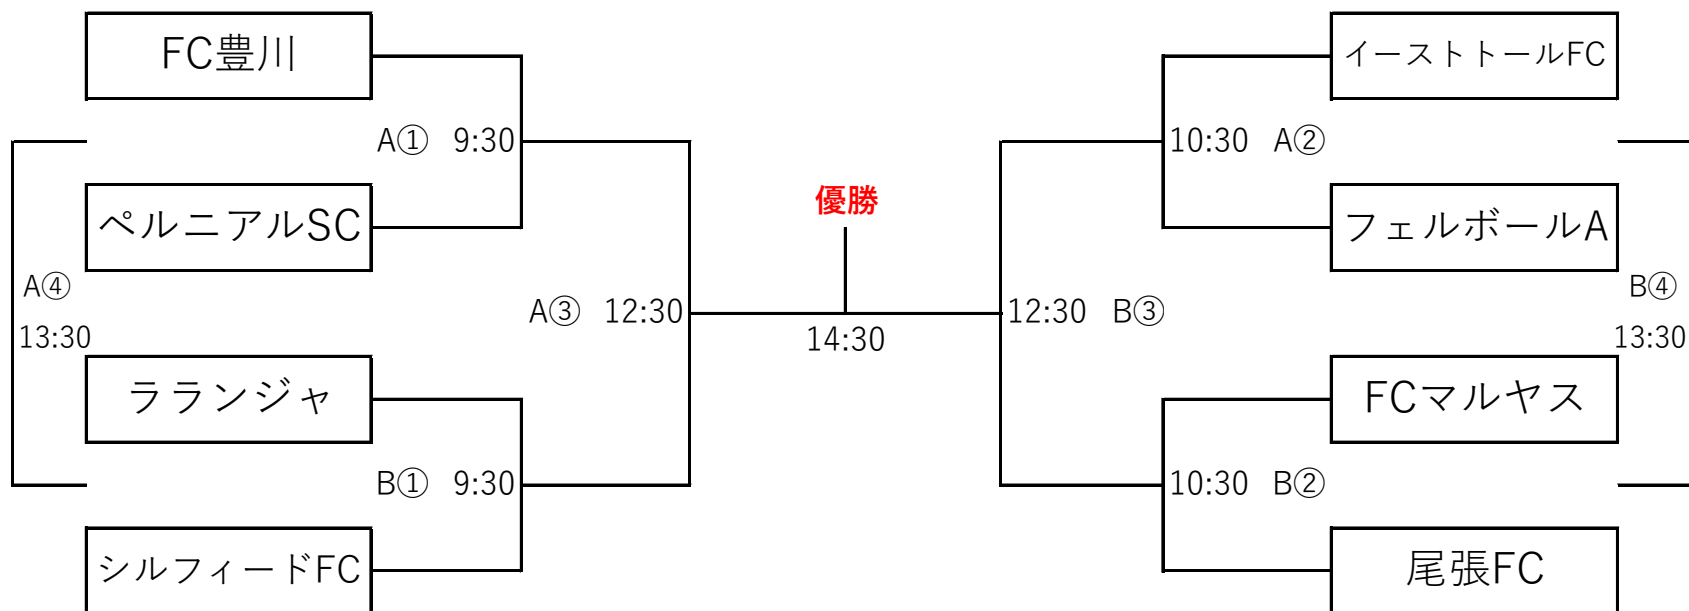 FC豊川
イーストトールFC
A① 9:30
10:30 A②
優勝
ペルニアルSC
フェルボールA
A④
B④
A③ 12:30
12:30 B③
13:30
14:30
13:30
ラランジャ
FCマルヤス
B① 9:30
10:30 B②
シルフィードFC
尾張FC